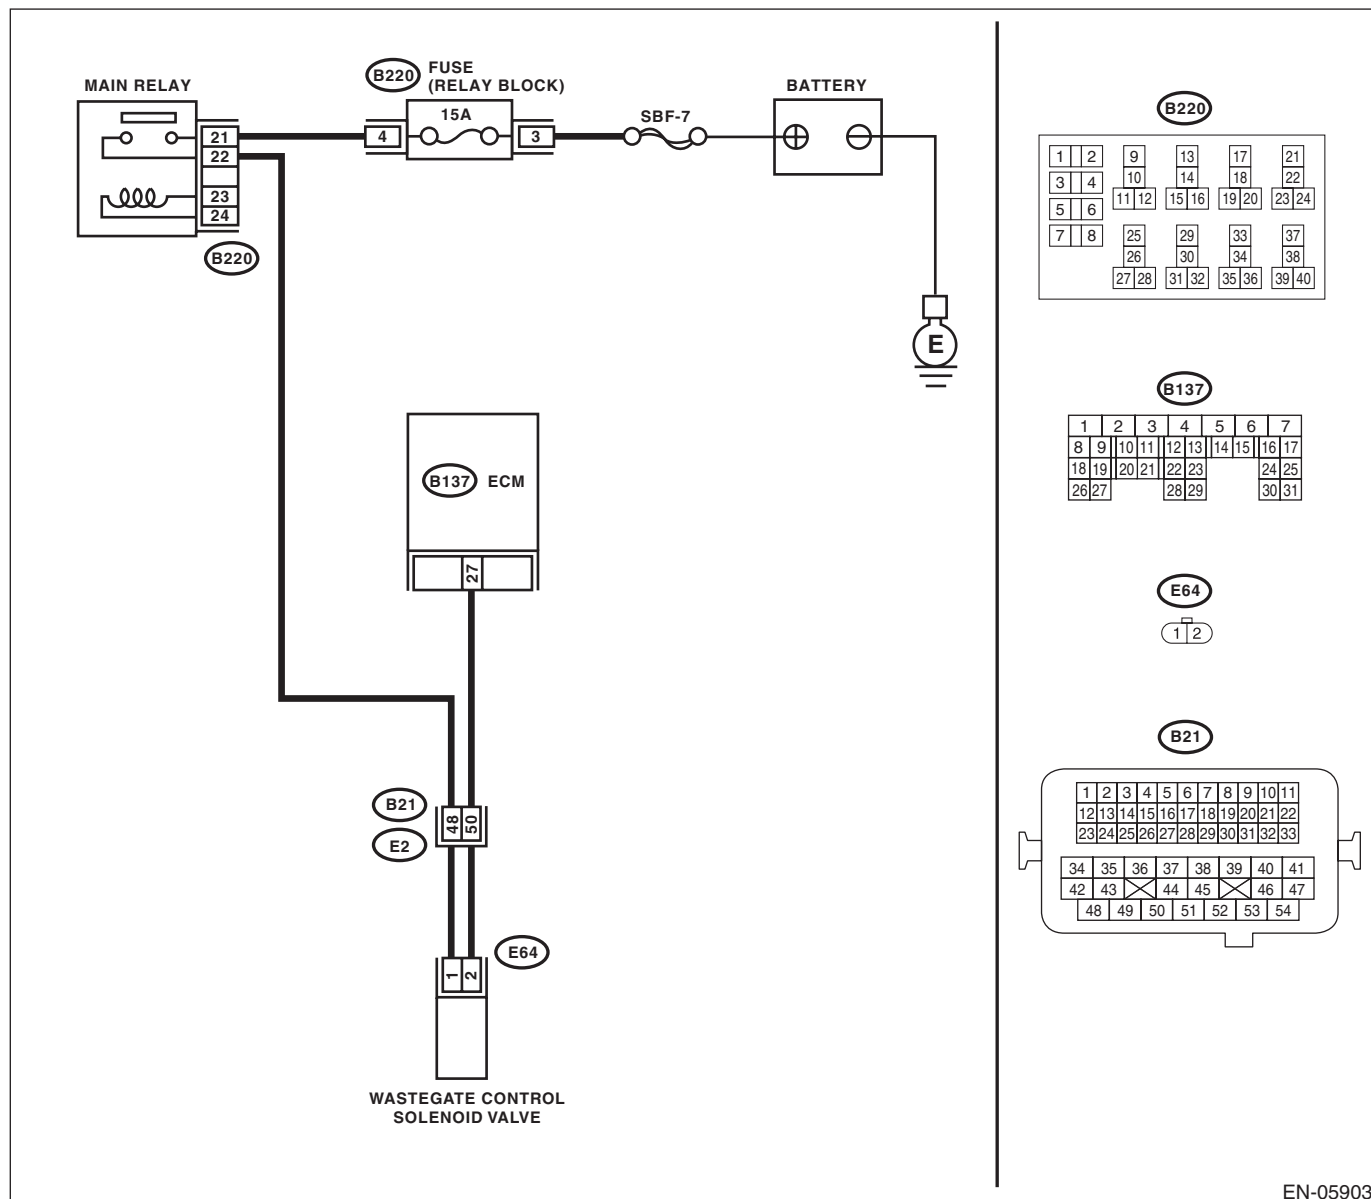 MAIN RELAY
B220
FUSE
(RELAY BLOCK)
15A
SBF-7
BATTERY
21
22
23
24
4
3
B220
E
B137 ECM
27
B21
E2
48 50
E64
1 2
WASTEGATE CONTROL
SOLENOID VALVE
B220
1 2 9 13 17 21
3 4 10 14 18 22
11 12 15 16 19 20 23 24
5 6
7 8 25 29 33 37
26 30 34 38
27 28 31 32 35 36 39 40
B137
1 2 3 4 5 6 7
8 9 10 11 12 13 14 15 16 17
18 19 20 21 22 23 24 25
26 27 28 29 30 31
E64
1 2
B21
1 2 3 4 5 6 7 8 9 10 11
12 13 14 15 16 17 18 19 20 21 22
23 24 25 26 27 28 29 30 31 32 33
34 35 36 37 38 39 40 41
42 43 44 45 46 47
48 49 50 51 52 53 54
EN-05903